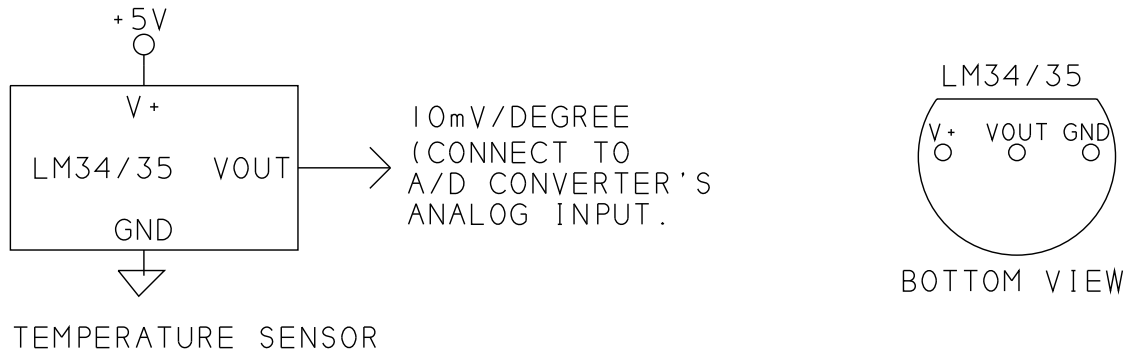 +5V
V+
LM34/35 VOUT
GND
TEMPERATURE SENSOR
10mV/DEGREE
(CONNECT TO
A/D CONVERTER'S
ANALOG INPUT.
LM34/35
V+ VOUT GND
BOTTOM VIEW